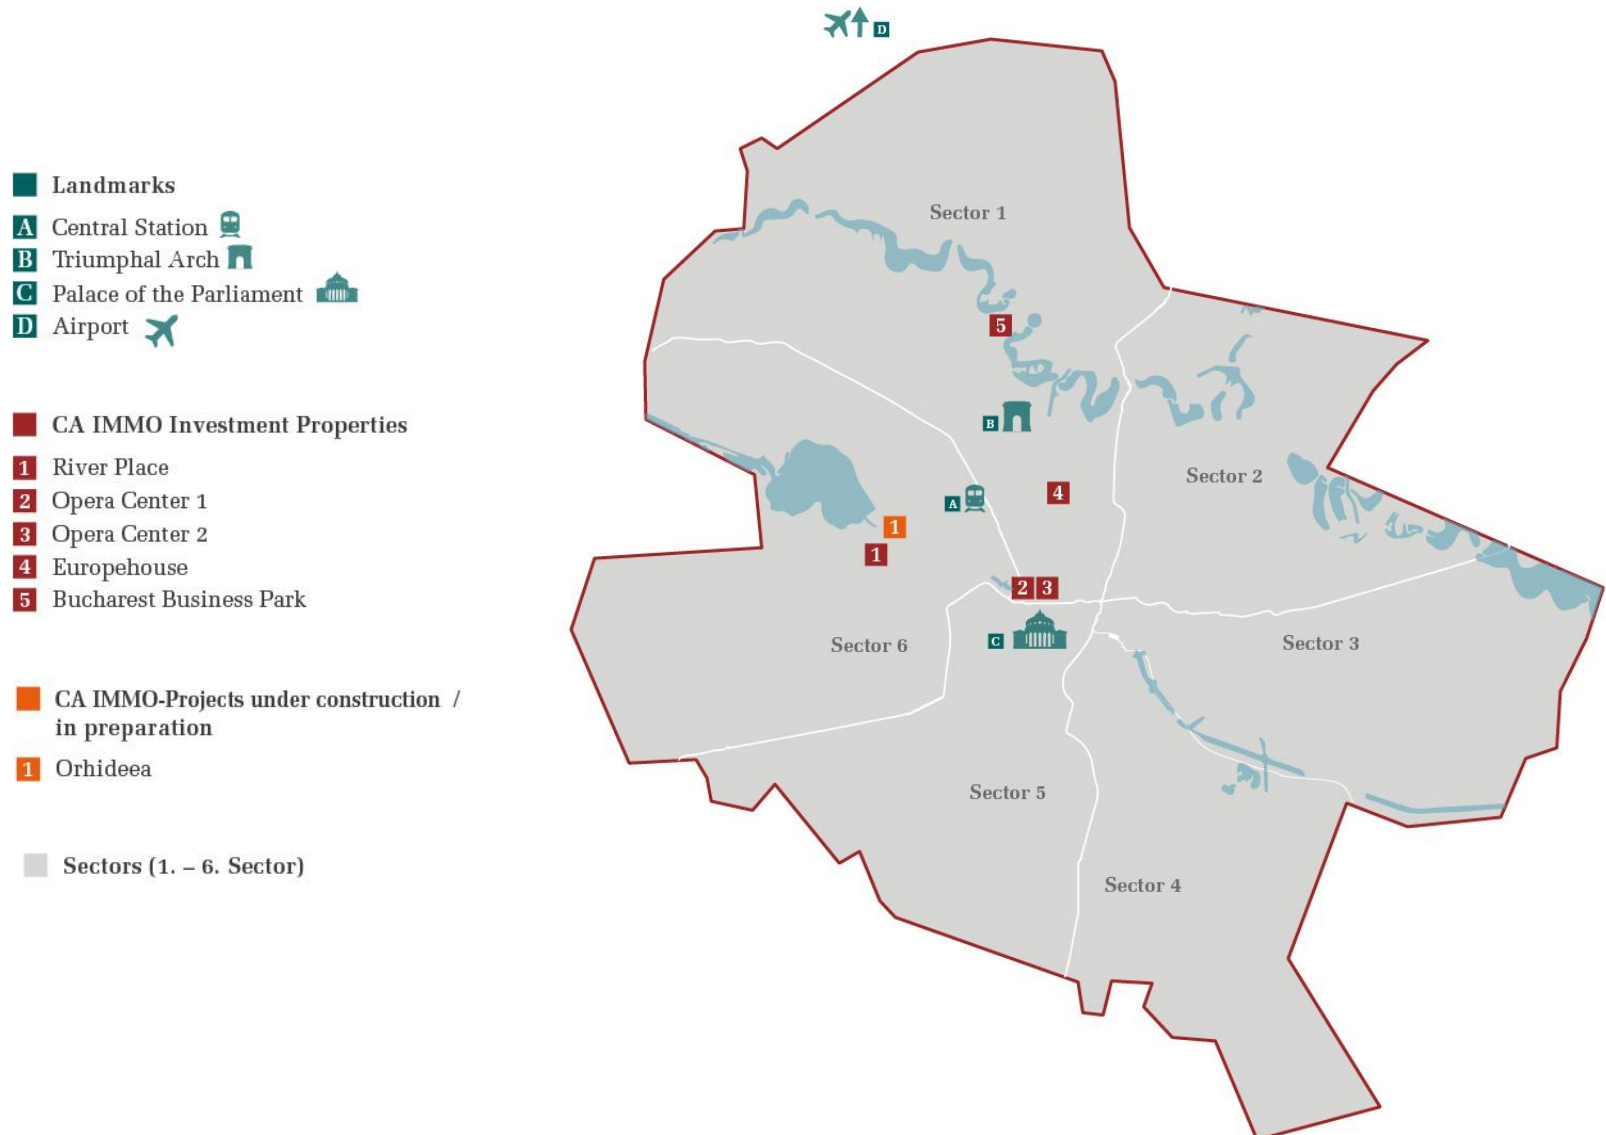 Landmarks
A Central Station
B Triumphal Arch
C Palace of the Parliament
D Airport
CA IMMO Investment Properties
1 River Place
2 Opera Center 1
3 Opera Center 2
4 Europehouse
5 Bucharest Business Park
CA IMMO-Projects under construction /
in preparation
1 Orhideea
Sectors (1. – 6. Sector)
D
Sector 1
5
B
Sector 2
4
A
1
1
2 3
C
Sector 6
Sector 3
Sector 5
Sector 4